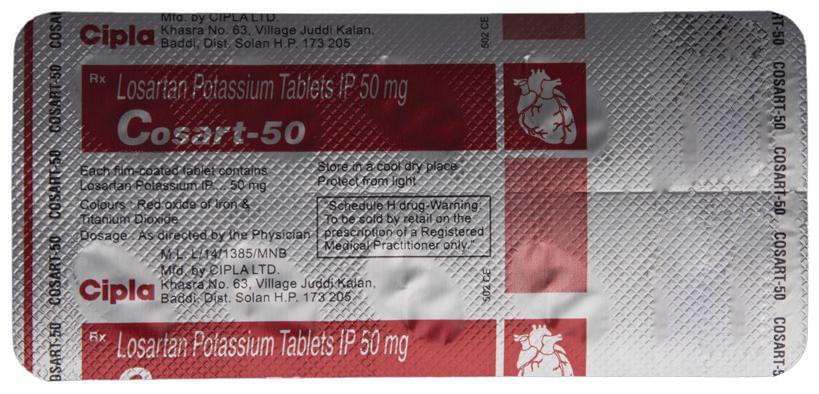 Mfd. by CIPLA LTD.
Cipla
Khasra No. 63, Village Juddi Kalan,
Baddi, Dist. Solan H.P. 173 205
502 CE
Rx
Losartan Potassium Tablets IP 50 mg
Cosart-50
Each film-coated tablet contains
Losartan Potassium IP.... 50 mg
Colours : Red oxide of Iron &
Titanium Dioxide
Dosage : As directed by the Physician
Store in a cool dry place
Protect from light
"Schedule H drug-Warning:
To be sold by retail on the
prescription of a Registered
Medical Practitioner only."
M.L. L/14/1385/MNB
Mfd. by CIPLA LTD.
Cipla
Khasra No. 63, Village Juddi Kalan,
Baddi, Dist. Solan H.P. 173 205
502 CE
Rx
Losartan Potassium Tablets IP 50 mg
COSART-50
COSART-50
COSART-50
COSART-50
COSART-50
COSART-50
COSART-50